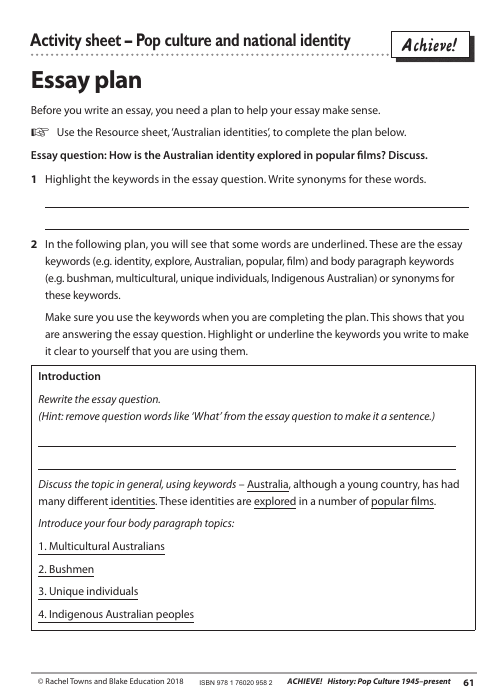 Activity sheet – Pop culture and national identity
Achieve!
Essay plan
Before you write an essay, you need a plan to help your essay make sense.
Use the Resource sheet, ‘Australian identities’, to complete the plan below.
Essay question: How is the Australian identity explored in popular films? Discuss.
1 Highlight the keywords in the essay question. Write synonyms for these words.
2 In the following plan, you will see that some words are underlined. These are the essay
keywords (e.g. identity, explore, Australian, popular, film) and body paragraph keywords
(e.g. bushman, multicultural, unique individuals, Indigenous Australian) or synonyms for
these keywords.
Make sure you use the keywords when you are completing the plan. This shows that you
are answering the essay question. Highlight or underline the keywords you write to make
it clear to yourself that you are using them.
Introduction
Rewrite the essay question.
(Hint: remove question words like ‘What’ from the essay question to make it a sentence.)
Discuss the topic in general, using keywords – Australia, although a young country, has had
many different identities. These identities are explored in a number of popular films.
Introduce your four body paragraph topics:
1. Multicultural Australians
2. Bushmen
3. Unique individuals
4. Indigenous Australian peoples
© Rachel Towns and Blake Education 2018 ISBN 978 1 76020 958 2 ACHIEVE! History: Pop Culture 1945–present 61